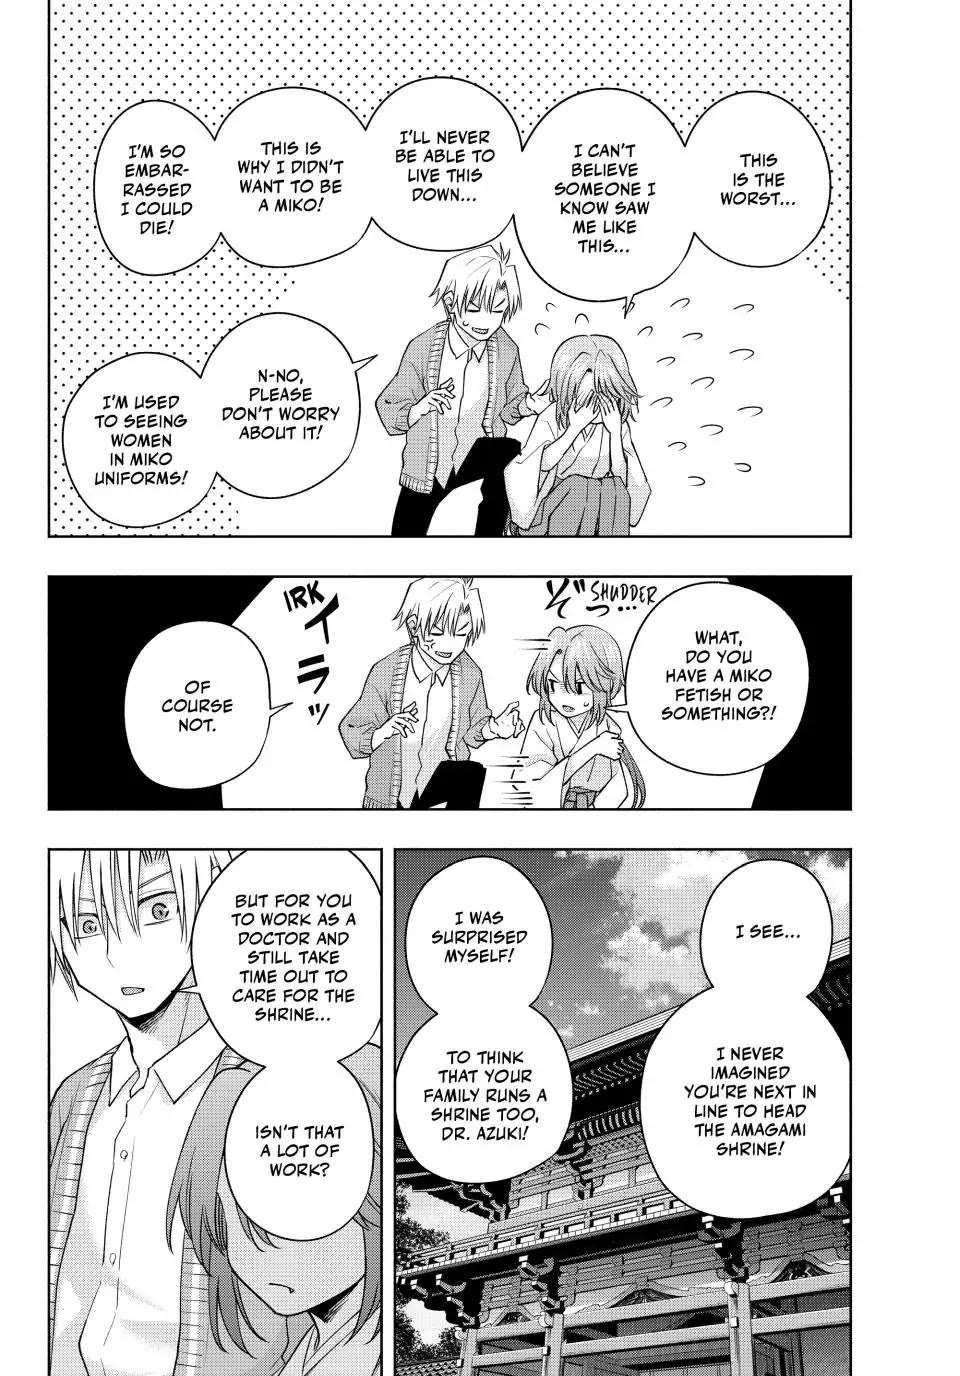 THIS
IS THE
WORST...
I CAN'T
BELIEVE
SOMEONE I
KNOW SAW
ME LIKE
THIS...
I'LL NEVER
BE ABLE TO
LIVE THIS
DOWN...
THIS IS
WHY I DIDN'T
WANT TO BE
A MIKO!
I'M SO
EMBAR-
RASSED
I COULD
DIE!
N-NO,
PLEASE
DON'T WORRY
ABOUT IT!
I'M USED
TO SEEING
WOMEN
IN MIKO
UNIFORMS!
WHAT,
DO YOU
HAVE A MIKO
FETISH OR
SOMETHING?!
ぞっ…
SHUDDER
イラッ
IRK
OF
COURSE
NOT.
I SEE...
I NEVER
IMAGINED
YOU'RE NEXT IN
LINE TO HEAD
THE AMAGAMI
SHRINE!
I WAS
SURPRISED
MYSELF!
TO THINK
THAT YOUR
FAMILY RUNS A
SHRINE TOO,
DR. AZUKI!
BUT FOR YOU
TO WORK AS A
DOCTOR AND
STILL TAKE
TIME OUT TO
CARE FOR THE
SHRINE...
ISN'T THAT
A LOT OF
WORK?